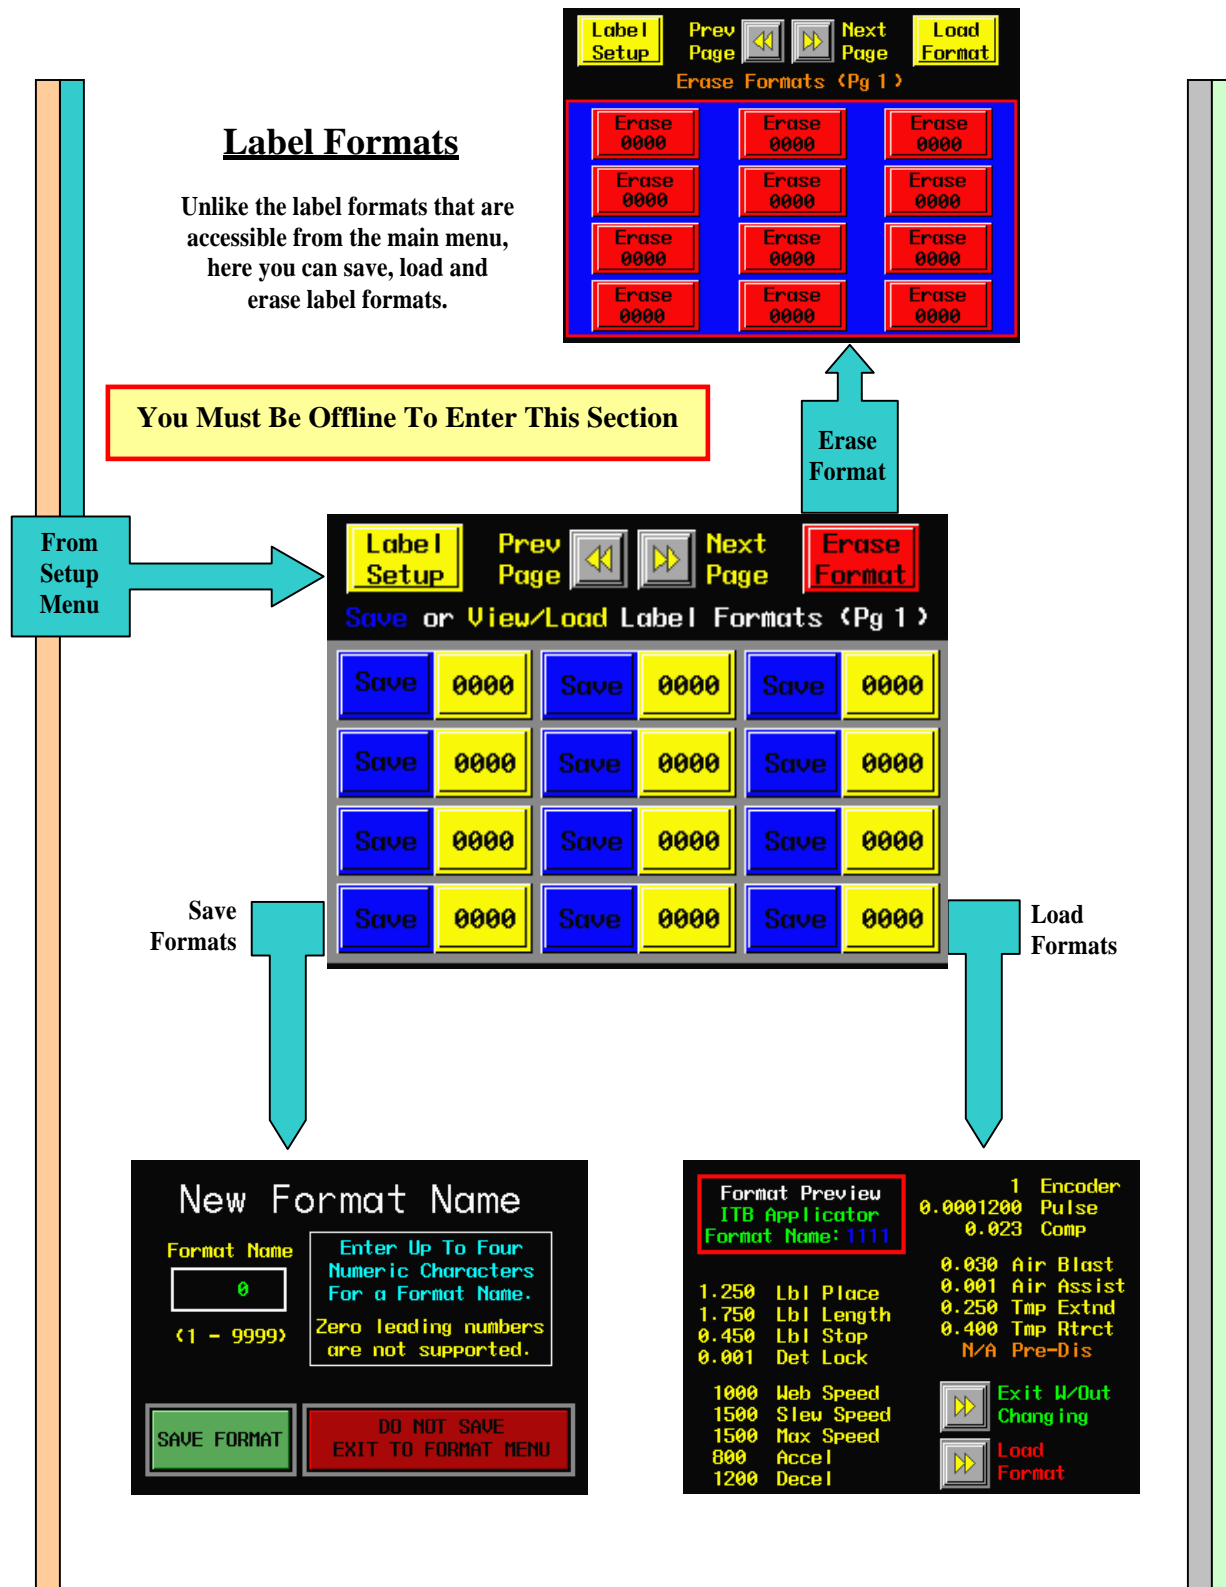 Label Setup
Prev Page
Next Page
Load Format
Erase Formats (Pg 1)
Erase 0000
Erase 0000
Erase 0000
Erase 0000
Erase 0000
Erase 0000
Erase 0000
Erase 0000
Erase 0000
Erase 0000
Erase 0000
Erase 0000
Label Formats
Unlike the label formats that are
accessible from the main menu,
here you can save, load and
erase label formats.
You Must Be Offline To Enter This Section
Erase
Format
From
Setup
Menu
Label Setup
Prev Page
Next Page
Erase Format
Save or View/Load Label Formats (Pg 1)
Save 0000 Save 0000 Save 0000
Save 0000 Save 0000 Save 0000
Save 0000 Save 0000 Save 0000
Save 0000 Save 0000 Save 0000
Save
Formats
Load
Formats
New Format Name
Format Name
0
(1 - 9999)
Enter Up To Four
Numeric Characters
For a Format Name.
Zero leading numbers
are not supported.
SAVE FORMAT
DO NOT SAVE
EXIT TO FORMAT MENU
Format Preview
ITB Applicator
Format Name: 1111
1.250 Lbl Place
1.750 Lbl Length
0.450 Lbl Stop
0.001 Det Lock
1000 Web Speed
1500 Slew Speed
1500 Max Speed
800 Accel
1200 Decel
1 Encoder
0.0001200 Pulse
0.023 Comp
0.030 Air Blast
0.001 Air Assist
0.250 Tmp Extnd
0.400 Tmp Rtrct
N/A Pre-Dis
Exit W/Out
Changing
Load
Format